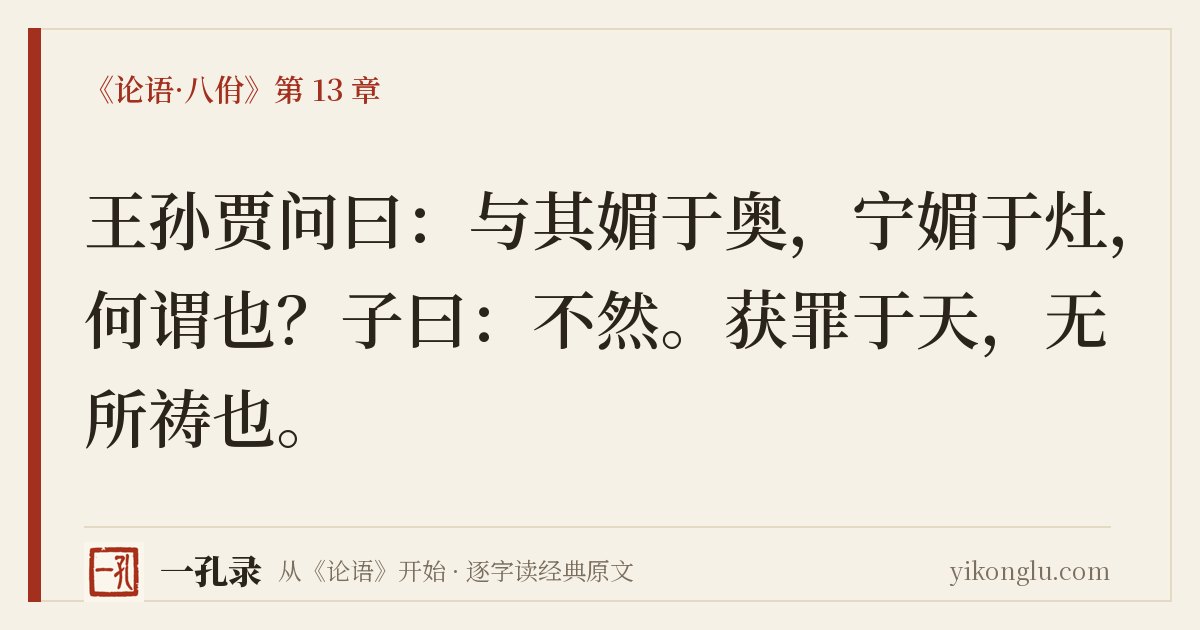 《论语·八佾》第 13 章
王孙贾问曰：与其媚于奥，宁媚于灶，
何谓也？子曰：不然。获罪于天，无
所祷也。
一孔
一孔录 从《论语》开始 · 逐字读经典原文 yikonglu.com